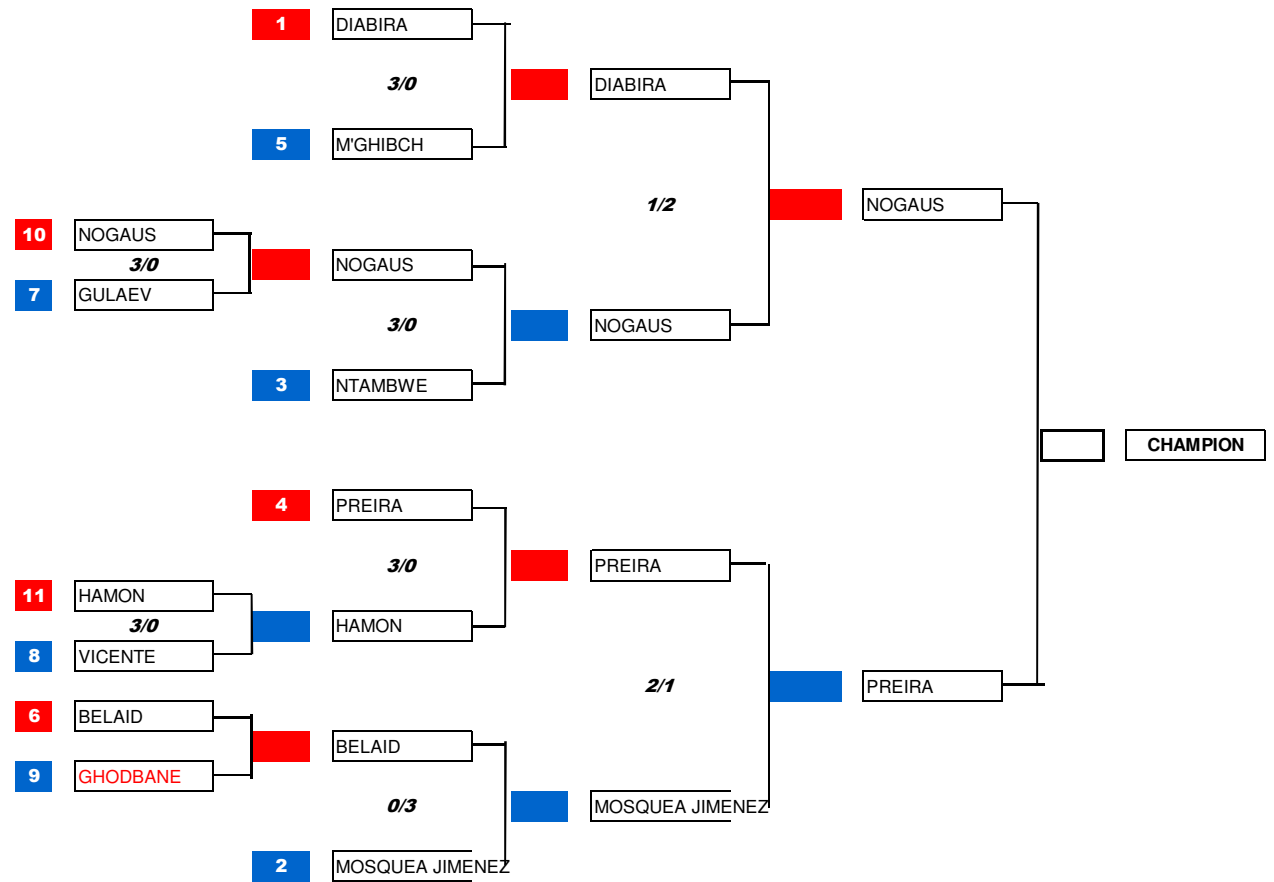 1 DIABIRA
3/0
DIABIRA
5 M'GHIBCH
1/2
NOGAUS
10 NOGAUS
3/0
NOGAUS
7 GULAEV
3/0
NOGAUS
3 NTAMBWE
CHAMPION
4 PREIRA
3/0
PREIRA
11 HAMON
3/0
HAMON
8 VICENTE
2/1
PREIRA
6 BELAID
BELAID
9 GHODBANE
0/3
MOSQUEA JIMENEZ
2 MOSQUEA JIMENEZ